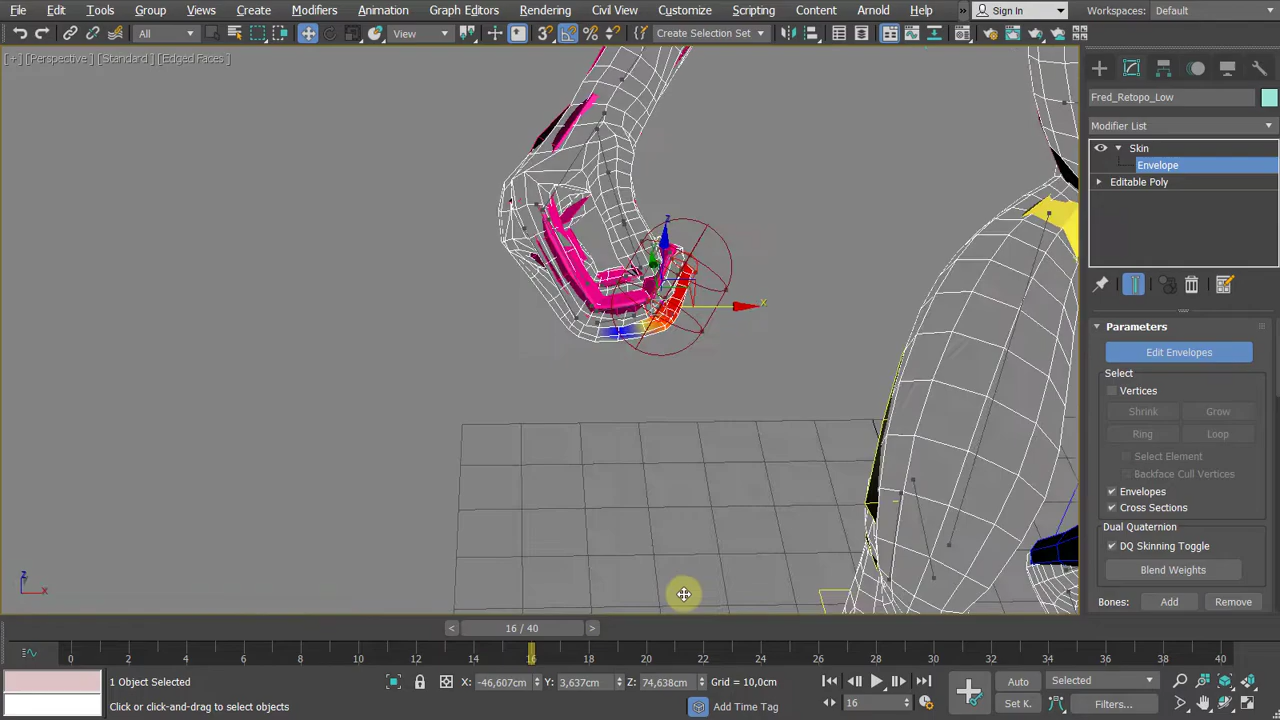 File Edit Tools Group Views Create Modifiers Animation Graph Editors Rendering Civil View Customize Scripting Content Arnold Help » Sign In Workspaces: Default
All View Create Selection Set
[+] [Perspective] [Standard] [Edged Faces]
Fred_Retopo_Low
Modifier List
Skin
Envelope
Editable Poly
Parameters
Edit Envelopes
Select
Vertices
Shrink Grow
Ring Loop
Select Element
Backface Cull Vertices
Envelopes
Cross Sections
Dual Quaternion
DQ Skinning Toggle
Blend Weights
Bones: Add Remove
z
x
z
x
< 16 / 40 >
0 2 4 6 8 10 12 14 16 18 20 22 24 26 28 30 32 34 36 38 40
1 Object Selected X: -46,607cm Y: 3,637cm Z: 74,638cm Grid = 10,0cm Auto Selected
Click or click-and-drag to select objects Add Time Tag 16 Set K. Filters...